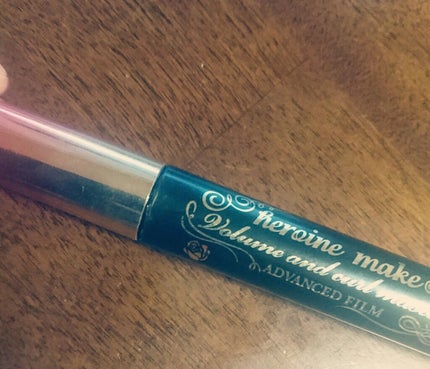 heroine make
Volume and curl
ADVANCED FILM